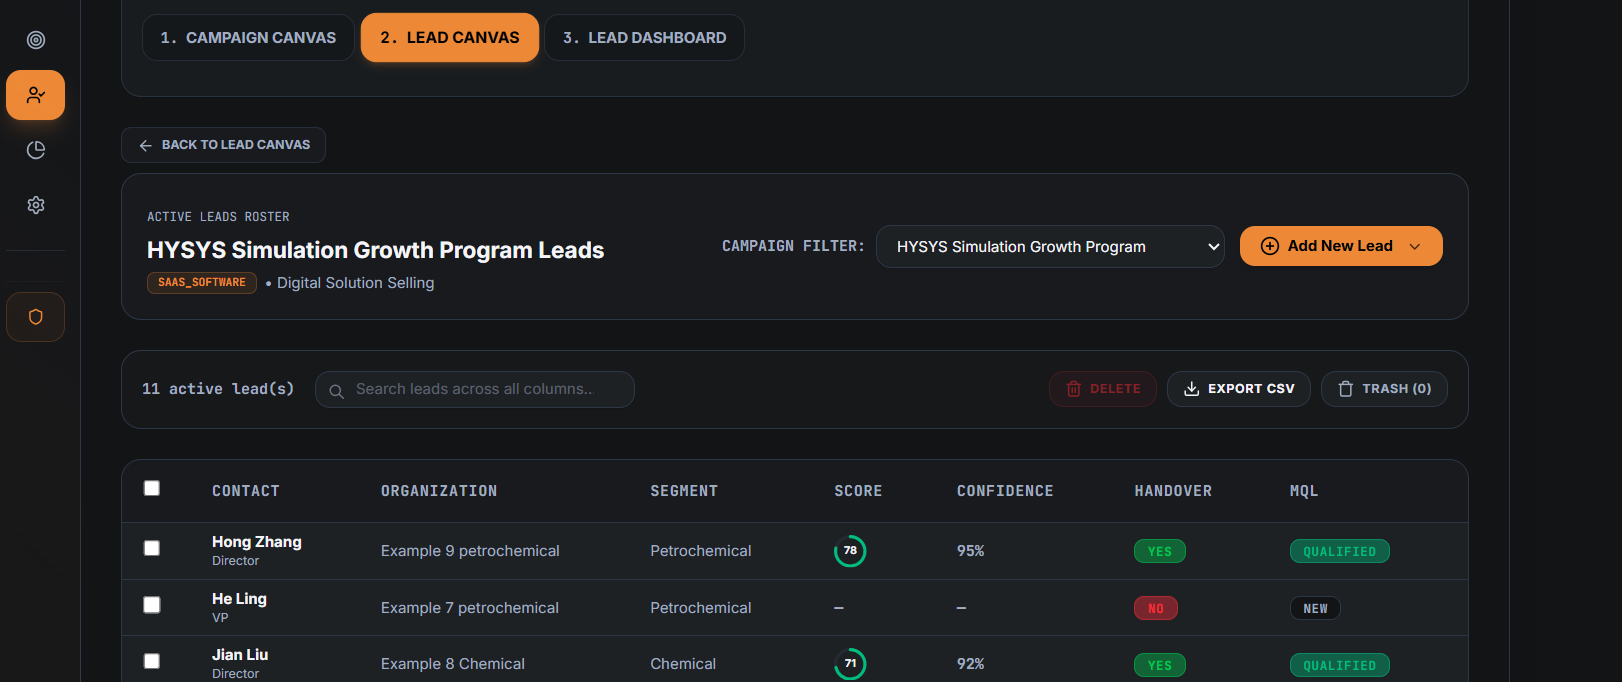 1. CAMPAIGN CANVAS
2. LEAD CANVAS
3. LEAD DASHBOARD
BACK TO LEAD CANVAS
ACTIVE LEADS ROSTER
HYSYS Simulation Growth Program Leads
SAAS_SOFTWARE • Digital Solution Selling
CAMPAIGN FILTER: HYSYS Simulation Growth Program
Add New Lead
11 active lead(s)
Search leads across all columns...
DELETE
EXPORT CSV
TRASH (0)
CONTACT ORGANIZATION SEGMENT SCORE CONFIDENCE HANDOVER MQL
Hong Zhang
Director
Example 9 petrochemical Petrochemical 78 95% YES QUALIFIED
He Ling
VP
Example 7 petrochemical Petrochemical – – NO NEW
Jian Liu
Director
Example 8 Chemical Chemical 71 92% YES QUALIFIED